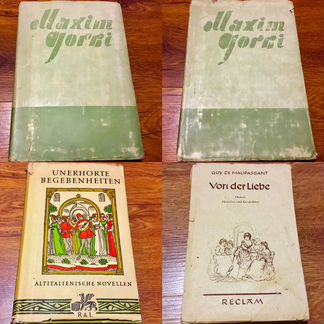 Maxim
Gorki
Maxim
Gorki
UNERHÖRTE
BEGEBENHEITEN
ALTITALIENISCHE NOVELLEN
R&L
GUY DE MAUPASSANT
Von der Liebe
RECLAM